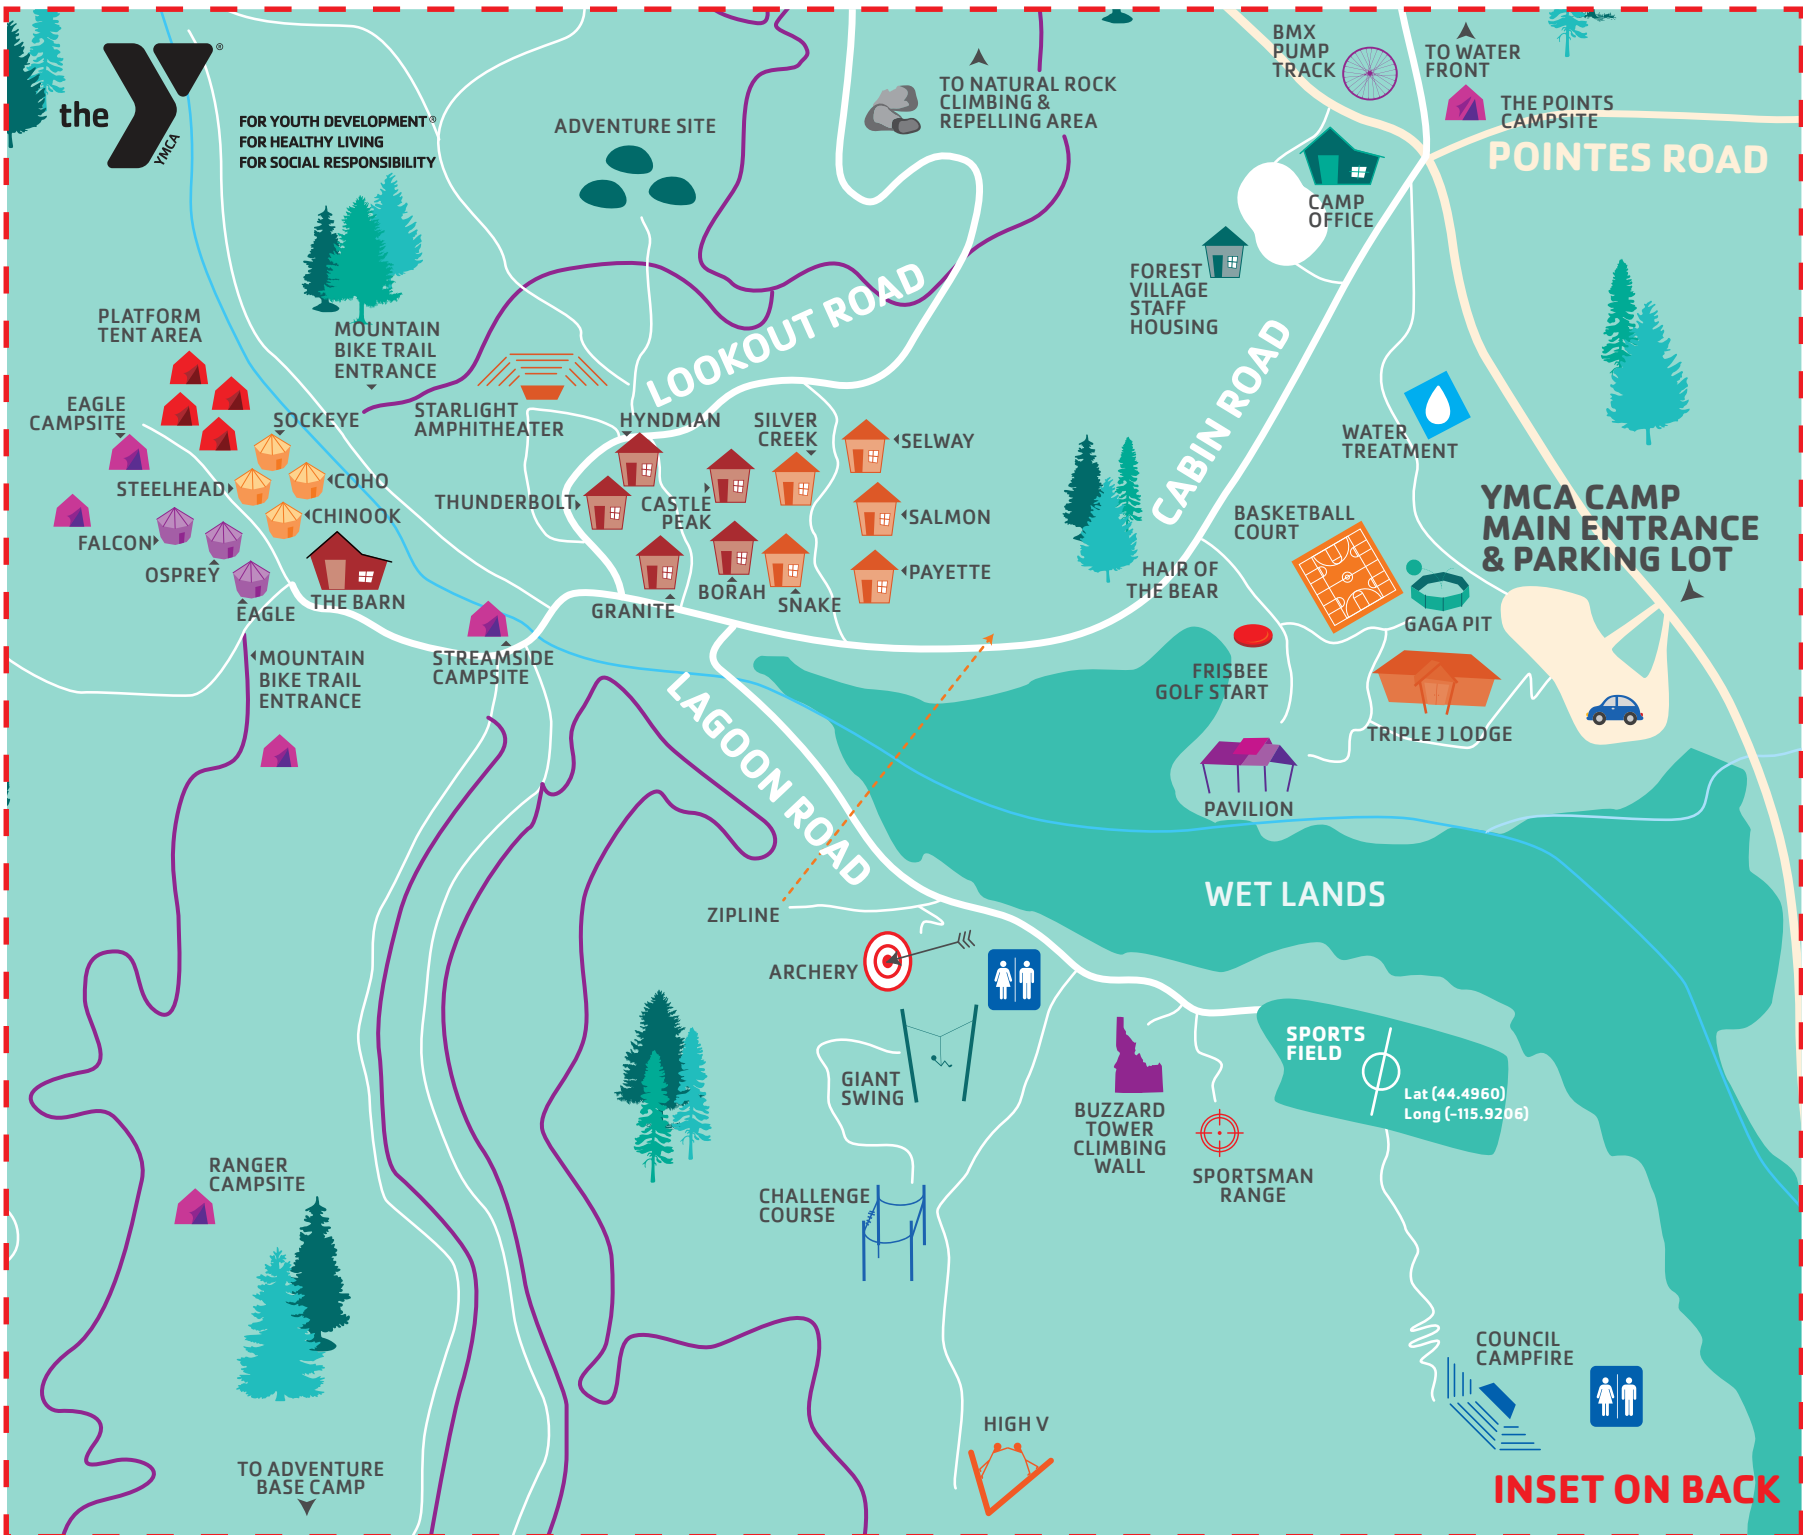 the
YMCA
®
FOR YOUTH DEVELOPMENT®
FOR HEALTHY LIVING
FOR SOCIAL RESPONSIBILITY
ADVENTURE SITE
TO NATURAL ROCK
CLIMBING &
REPELLING AREA
BMX
PUMP
TRACK
TO WATER
FRONT
THE POINTS
CAMPSITE
POINTES ROAD
CAMP
OFFICE
FOREST
VILLAGE
STAFF
HOUSING
PLATFORM
TENT AREA
MOUNTAIN
BIKE TRAIL
ENTRANCE
LOOKOUT ROAD
CABIN ROAD
EAGLE
CAMPSITE
SOCKEYE
STARLIGHT
AMPHITHEATER
HYNDMAN
SILVER
CREEK
SELWAY
WATER
TREATMENT
STEELHEAD
COHO
THUNDERBOLT
CASTLE
PEAK
CHINOOK
SALMON
BASKETBALL
COURT
YMCA CAMP
MAIN ENTRANCE
& PARKING LOT
FALCON
OSPREY
EAGLE
THE BARN
GRANITE
BORAH
SNAKE
PAYETTE
HAIR OF
THE BEAR
GAGA PIT
MOUNTAIN
BIKE TRAIL
ENTRANCE
STREAMSIDE
CAMPSITE
LAGOON ROAD
FRISBEE
GOLF START
TRIPLE J LODGE
PAVILION
WET LANDS
ZIPLINE
ARCHERY
GIANT
SWING
SPORTS
FIELD
Lat (44.4960)
Long (-115.9206)
BUZZARD
TOWER
CLIMBING
WALL
SPORTSMAN
RANGE
RANGER
CAMPSITE
CHALLENGE
COURSE
COUNCIL
CAMPFIRE
HIGH V
TO ADVENTURE
BASE CAMP
INSET ON BACK